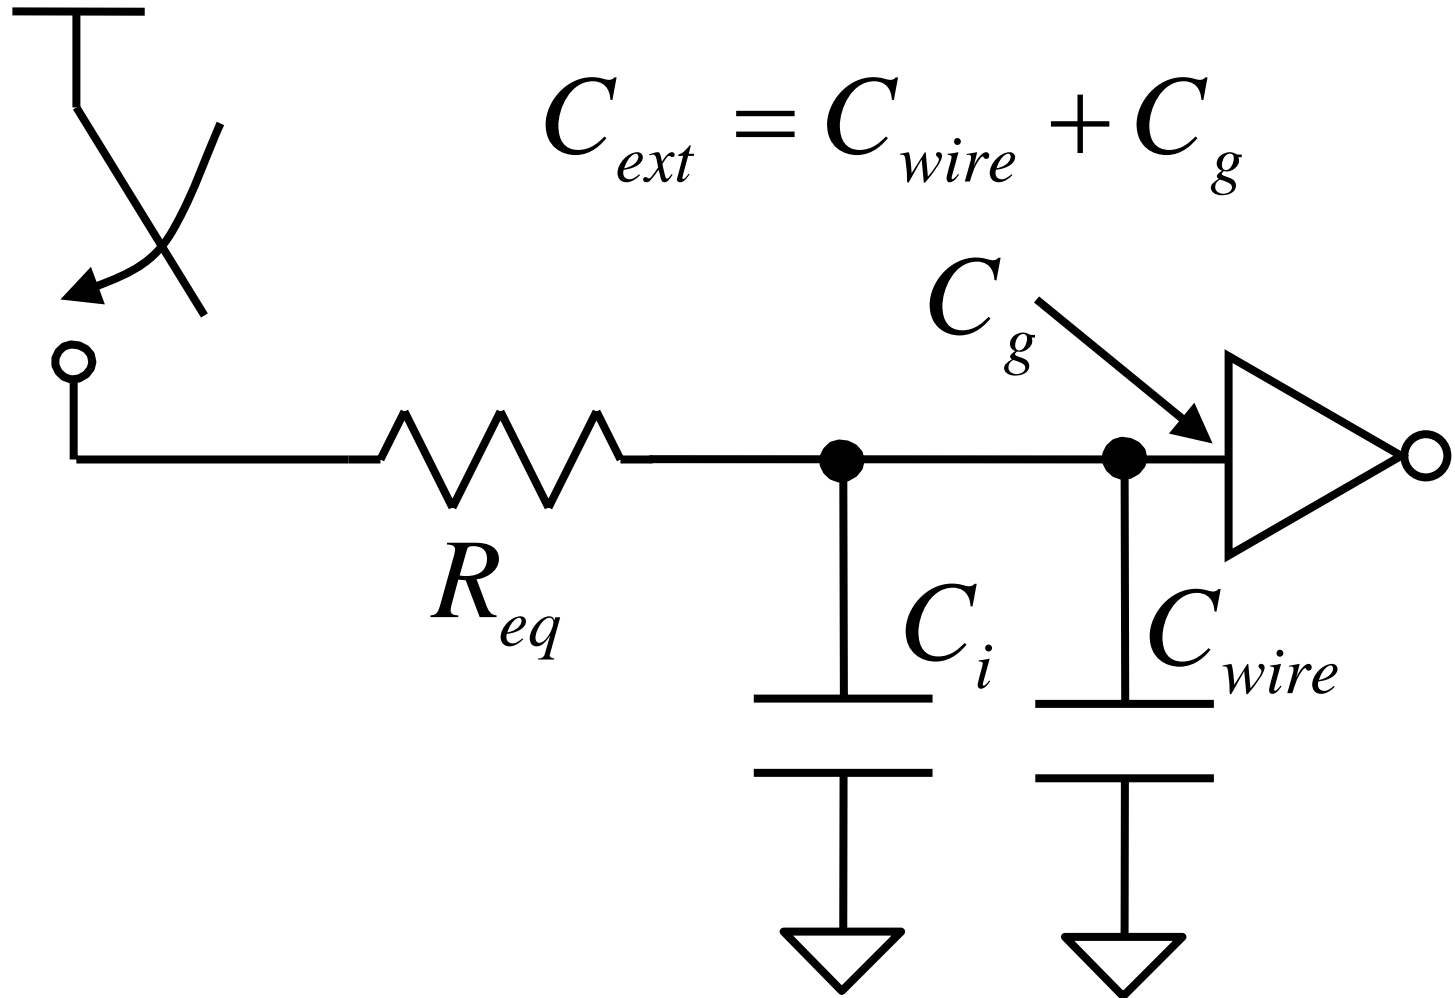 C_ext = C_wire + C_g
C_g
R_eq
C_i
C_wire